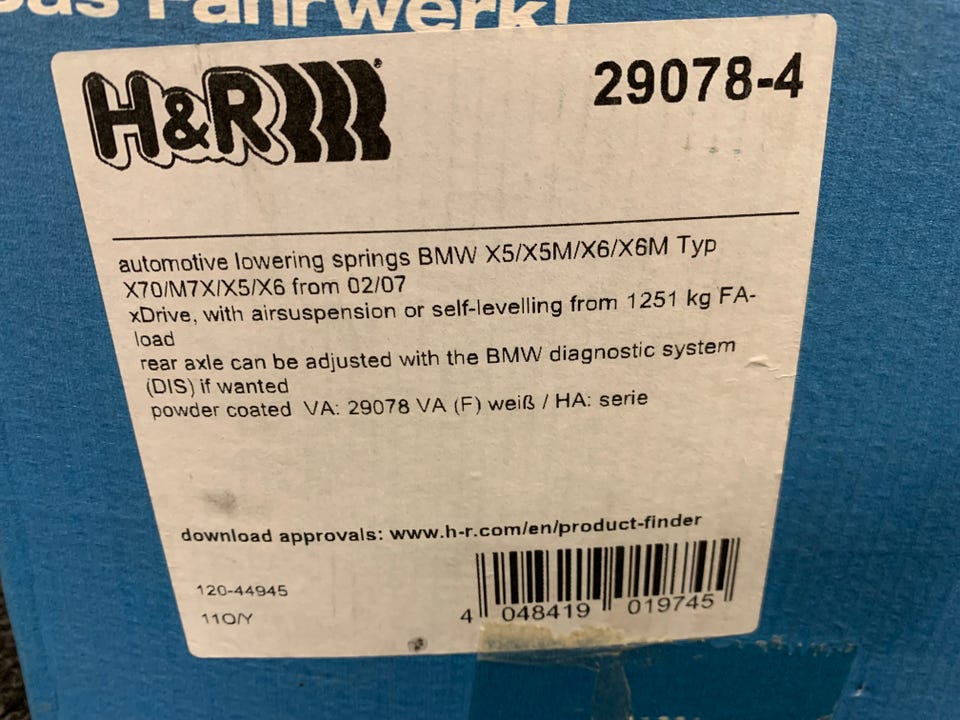 das Fahrwerk!
H&R®
29078-4
automotive lowering springs BMW X5/X5M/X6/X6M Typ
X70/M7X/X5/X6 from 02/07
xDrive, with airsuspension or self-levelling from 1251 kg FA-
load
rear axle can be adjusted with the BMW diagnostic system
(DIS) if wanted
powder coated VA: 29078 VA (F) weiß / HA: serie
download approvals: www.h-r.com/en/product-finder
120-44945
11O/Y
4 048419 019745